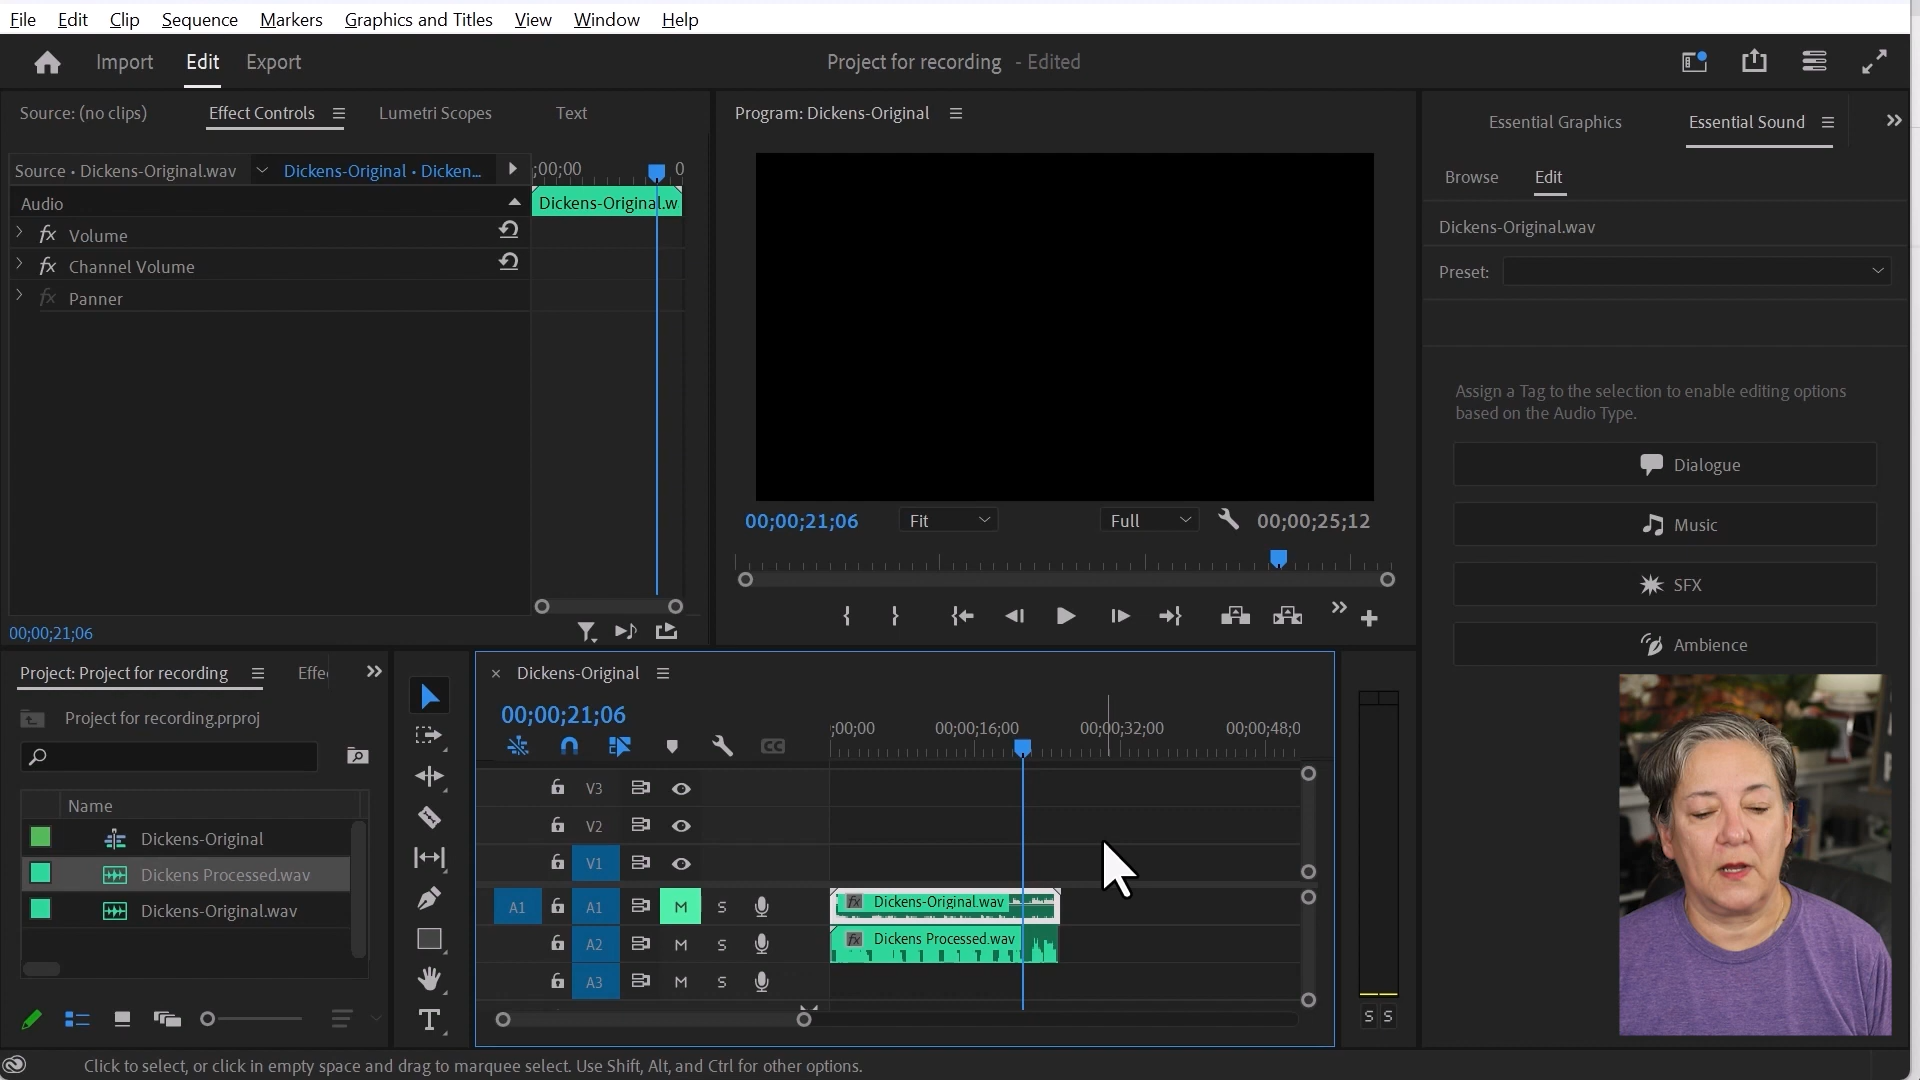 File Edit Clip Sequence Markers Graphics and Titles View Window Help
Import Edit Export Project for recording - Edited
Source: (no clips) Effect Controls Lumetri Scopes Text
Program: Dickens-Original
Essential Graphics Essential Sound
Source • Dickens-Original.wav Dickens-Original • Dicken... ;00;00 0
Browse Edit
Audio Dickens-Original.w
Dickens-Original.wav
fx Volume
Preset:
fx Channel Volume
fx Panner
Assign a Tag to the selection to enable editing options
based on the Audio Type.
Dialogue
Music
SFX
Ambience
00;00;21;06 Fit Full 00;00;25;12
00;00;21;06
Project: Project for recording Effe
Dickens-Original
Project for recording.prproj
00;00;21;06
;00;00 00;00;16;00 00;00;32;00 00;00;48;0
CC
Name
V3
Dickens-Original
V2
Dickens Processed.wav
V1
Dickens-Original.wav
A1 A1 M S fx Dickens-Original.wav
A2 M S fx Dickens Processed.wav
A3 M S
T
S S
Click to select, or click in empty space and drag to marquee select. Use Shift, Alt, and Ctrl for other options.